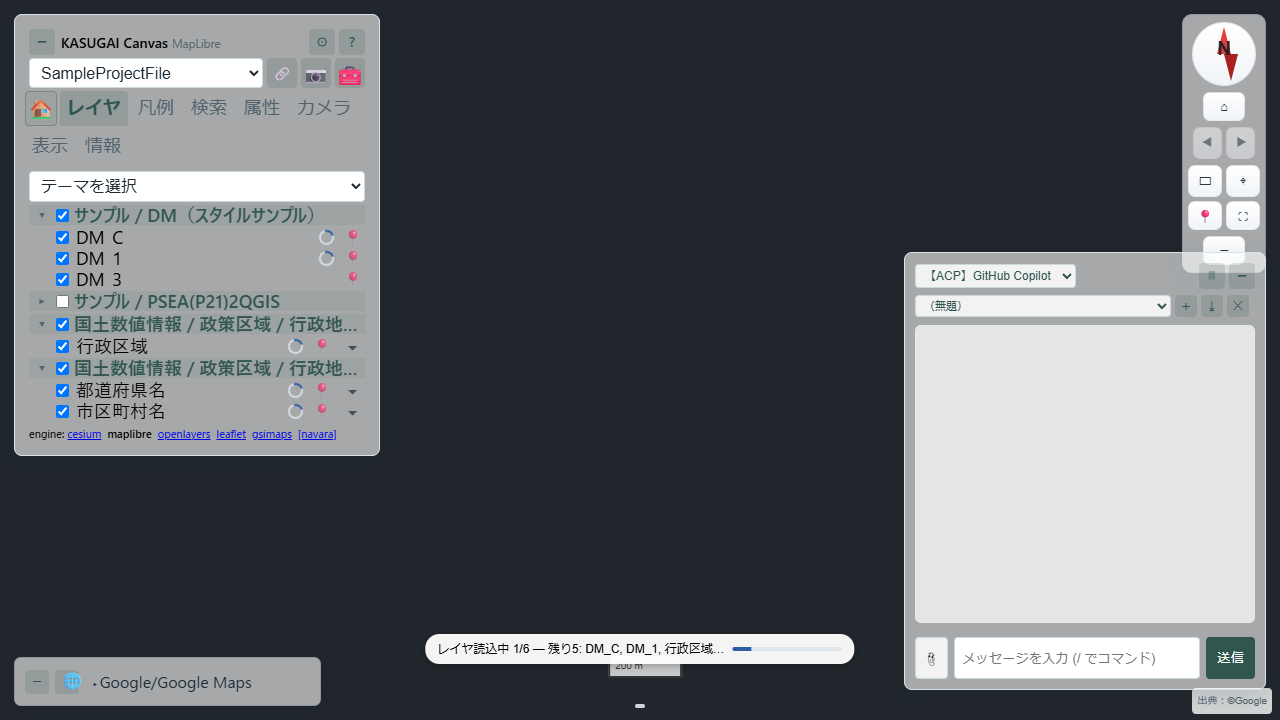 KASUGAI Canvas MapLibre
?
SampleProjectFile
レイヤ 凡例 検索 属性 カメラ
表示 情報
テーマを選択
サンプル / DM（スタイルサンプル）
DM_C
DM_1
DM_3
サンプル / PSEA(P21)2QGIS
国土数値情報 / 政策区域 / 行政地...
行政区域
国土数値情報 / 政策区域 / 行政地...
都道府県名
市区町村名
engine: cesium maplibre openlayers leaflet gsimaps [navara]
N
【ACP】GitHub Copilot
（無題）
メッセージを入力 (/ でコマンド)
送信
レイヤ読込中 1/6 — 残り5: DM_C, DM_1, 行政区域...
200 m
Google/Google Maps
出典：©Google